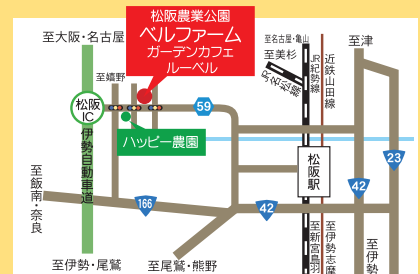 松阪農業公園
ベルファーム
ガーデンカフェ
ルーベル
至大阪・名古屋
至嬉野
至名古屋・亀山
至美杉
至津
JR名松線
JR紀勢線
近鉄山田線
松阪
IC
59
ハッピー農園
伊勢自動車道
松阪駅
23
42
至飯南・奈良
166
42
至伊勢・尾鷲
至尾鷲・熊野
至新宮鳥羽
至伊勢志摩
至伊勢